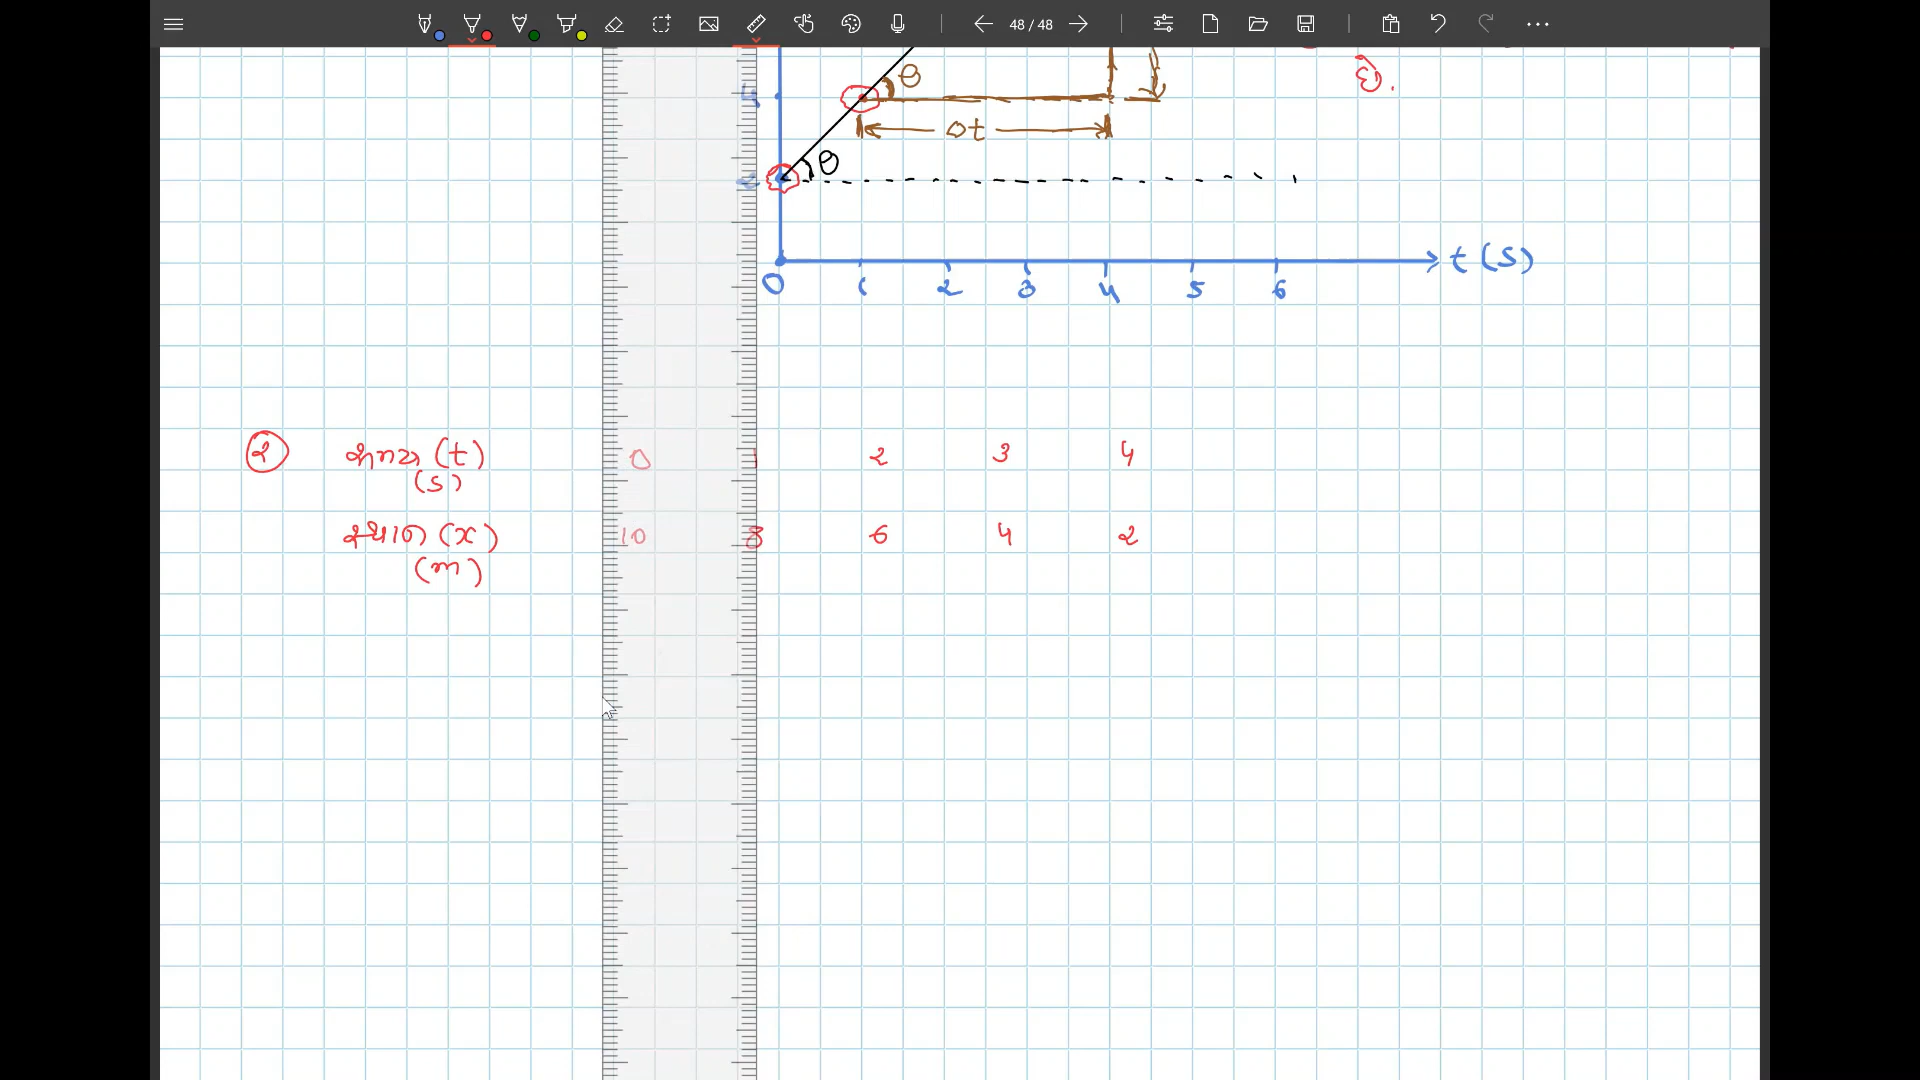 48 / 48
θ
Δt
θ
t (s)
0 1 2 3 4 5 6
છે.
② સમય (t) 0 1 2 3 4
(s)
સ્થાન (x) 10 8 6 4 2
(m)